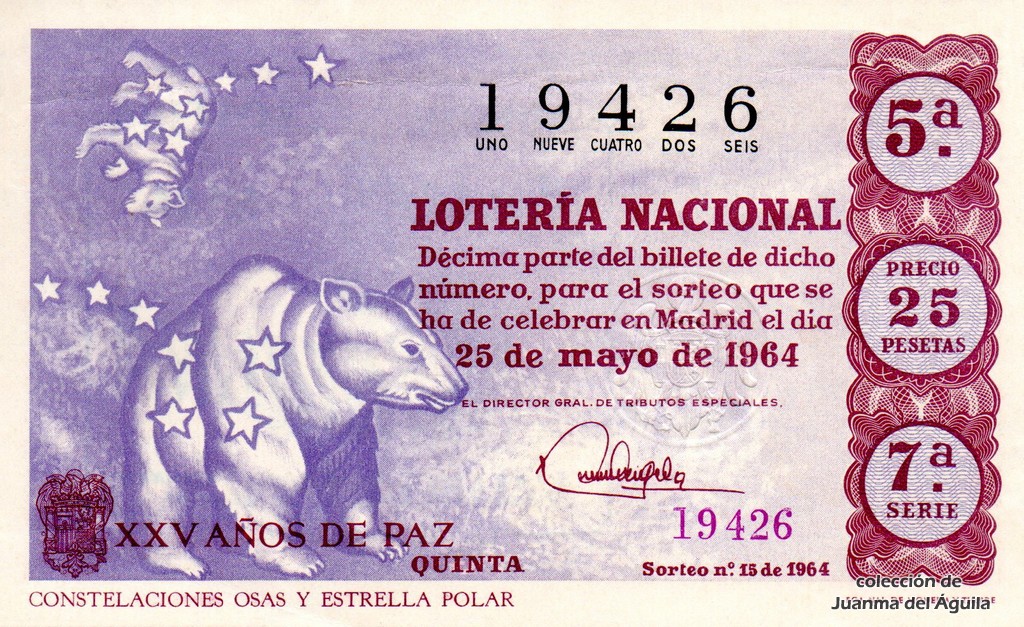 19426
UNO NUEVE CUATRO DOS SEIS
LOTERÍA NACIONAL
Décima parte del billete de dicho
número, para el sorteo que se
ha de celebrar en Madrid el dia
25 de mayo de 1964
EL DIRECTOR GRAL. DE TRIBUTOS ESPECIALES,
19426
Sorteo n.º 15 de 1964
5.ª
PRECIO
25
PESETAS
7.ª
SERIE
XXV AÑOS DE PAZ
QUINTA
CONSTELACIONES OSAS Y ESTRELLA POLAR
colección de
Juanma del Águila